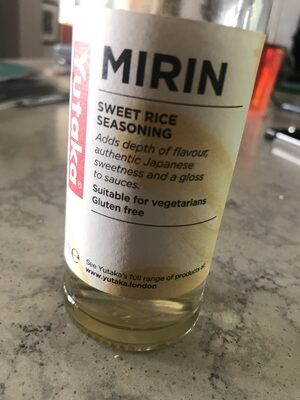 Yutaka®
MIRIN
SWEET RICE
SEASONING
Adds depth of flavour,
authentic Japanese
sweetness and a gloss
to sauces.
Suitable for vegetarians
Gluten free
See Yutaka's full range of products at
www.yutaka.london